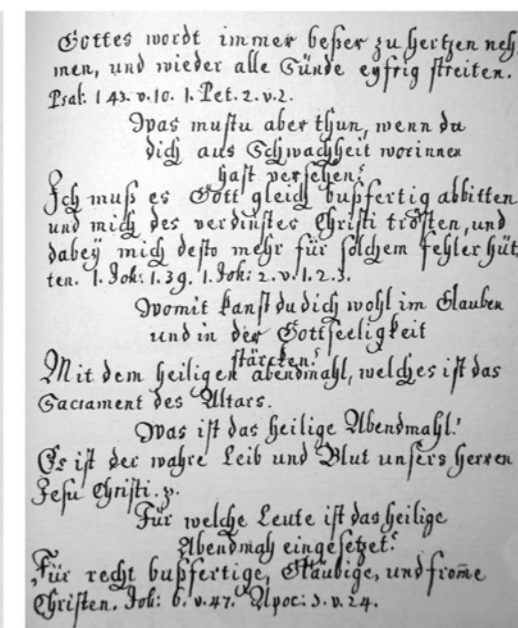 Gottes wordt immer beßer zu hertzen neh,
men, und wieder alle Sünde eyfrig streiten.
Psal: 143. v. 10. 1. Pet. 2. v. 2.
Was mustu aber thun, wenn du
dich aus Schwachheit worinnen
hast versehen?
Ich muß es Gott gleich bußfertig abbitten
und mich des verdinstes Christi trösten, und
dabeÿ mich desto mehr für solchem fehler hüt,
ten. 1. Joh: 1.39. 1. Joh: 2. v. 1. 2. 3.
Womit kanst du dich wohl im Glauben
und in der Gottseeligkeit
stärcken?
Mit dem heiligen abendmahl, welches ist das
Sacrament des Altars.
Was ist das heilige Abendmahl?
Es ist der wahre Leib und Blut unsers herren
Jesu Christi. p.
Für welche Leute ist das heilige
Abendmah eingesetzet?
Für recht bußfertige, Gläubige, und from̄e
Christen. Joh: 6. v. 47. Apoc: 3. v. 24.